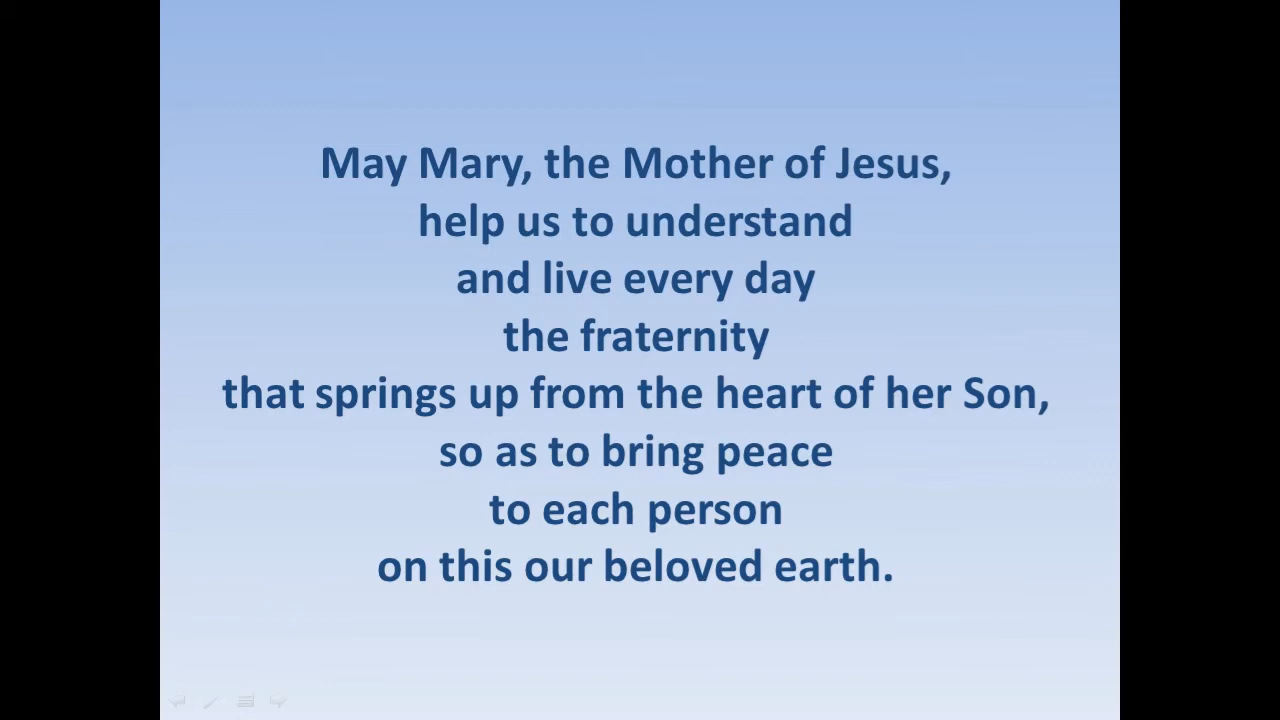 May Mary, the Mother of Jesus,
help us to understand
and live every day
the fraternity
that springs up from the heart of her Son,
so as to bring peace
to each person
on this our beloved earth.